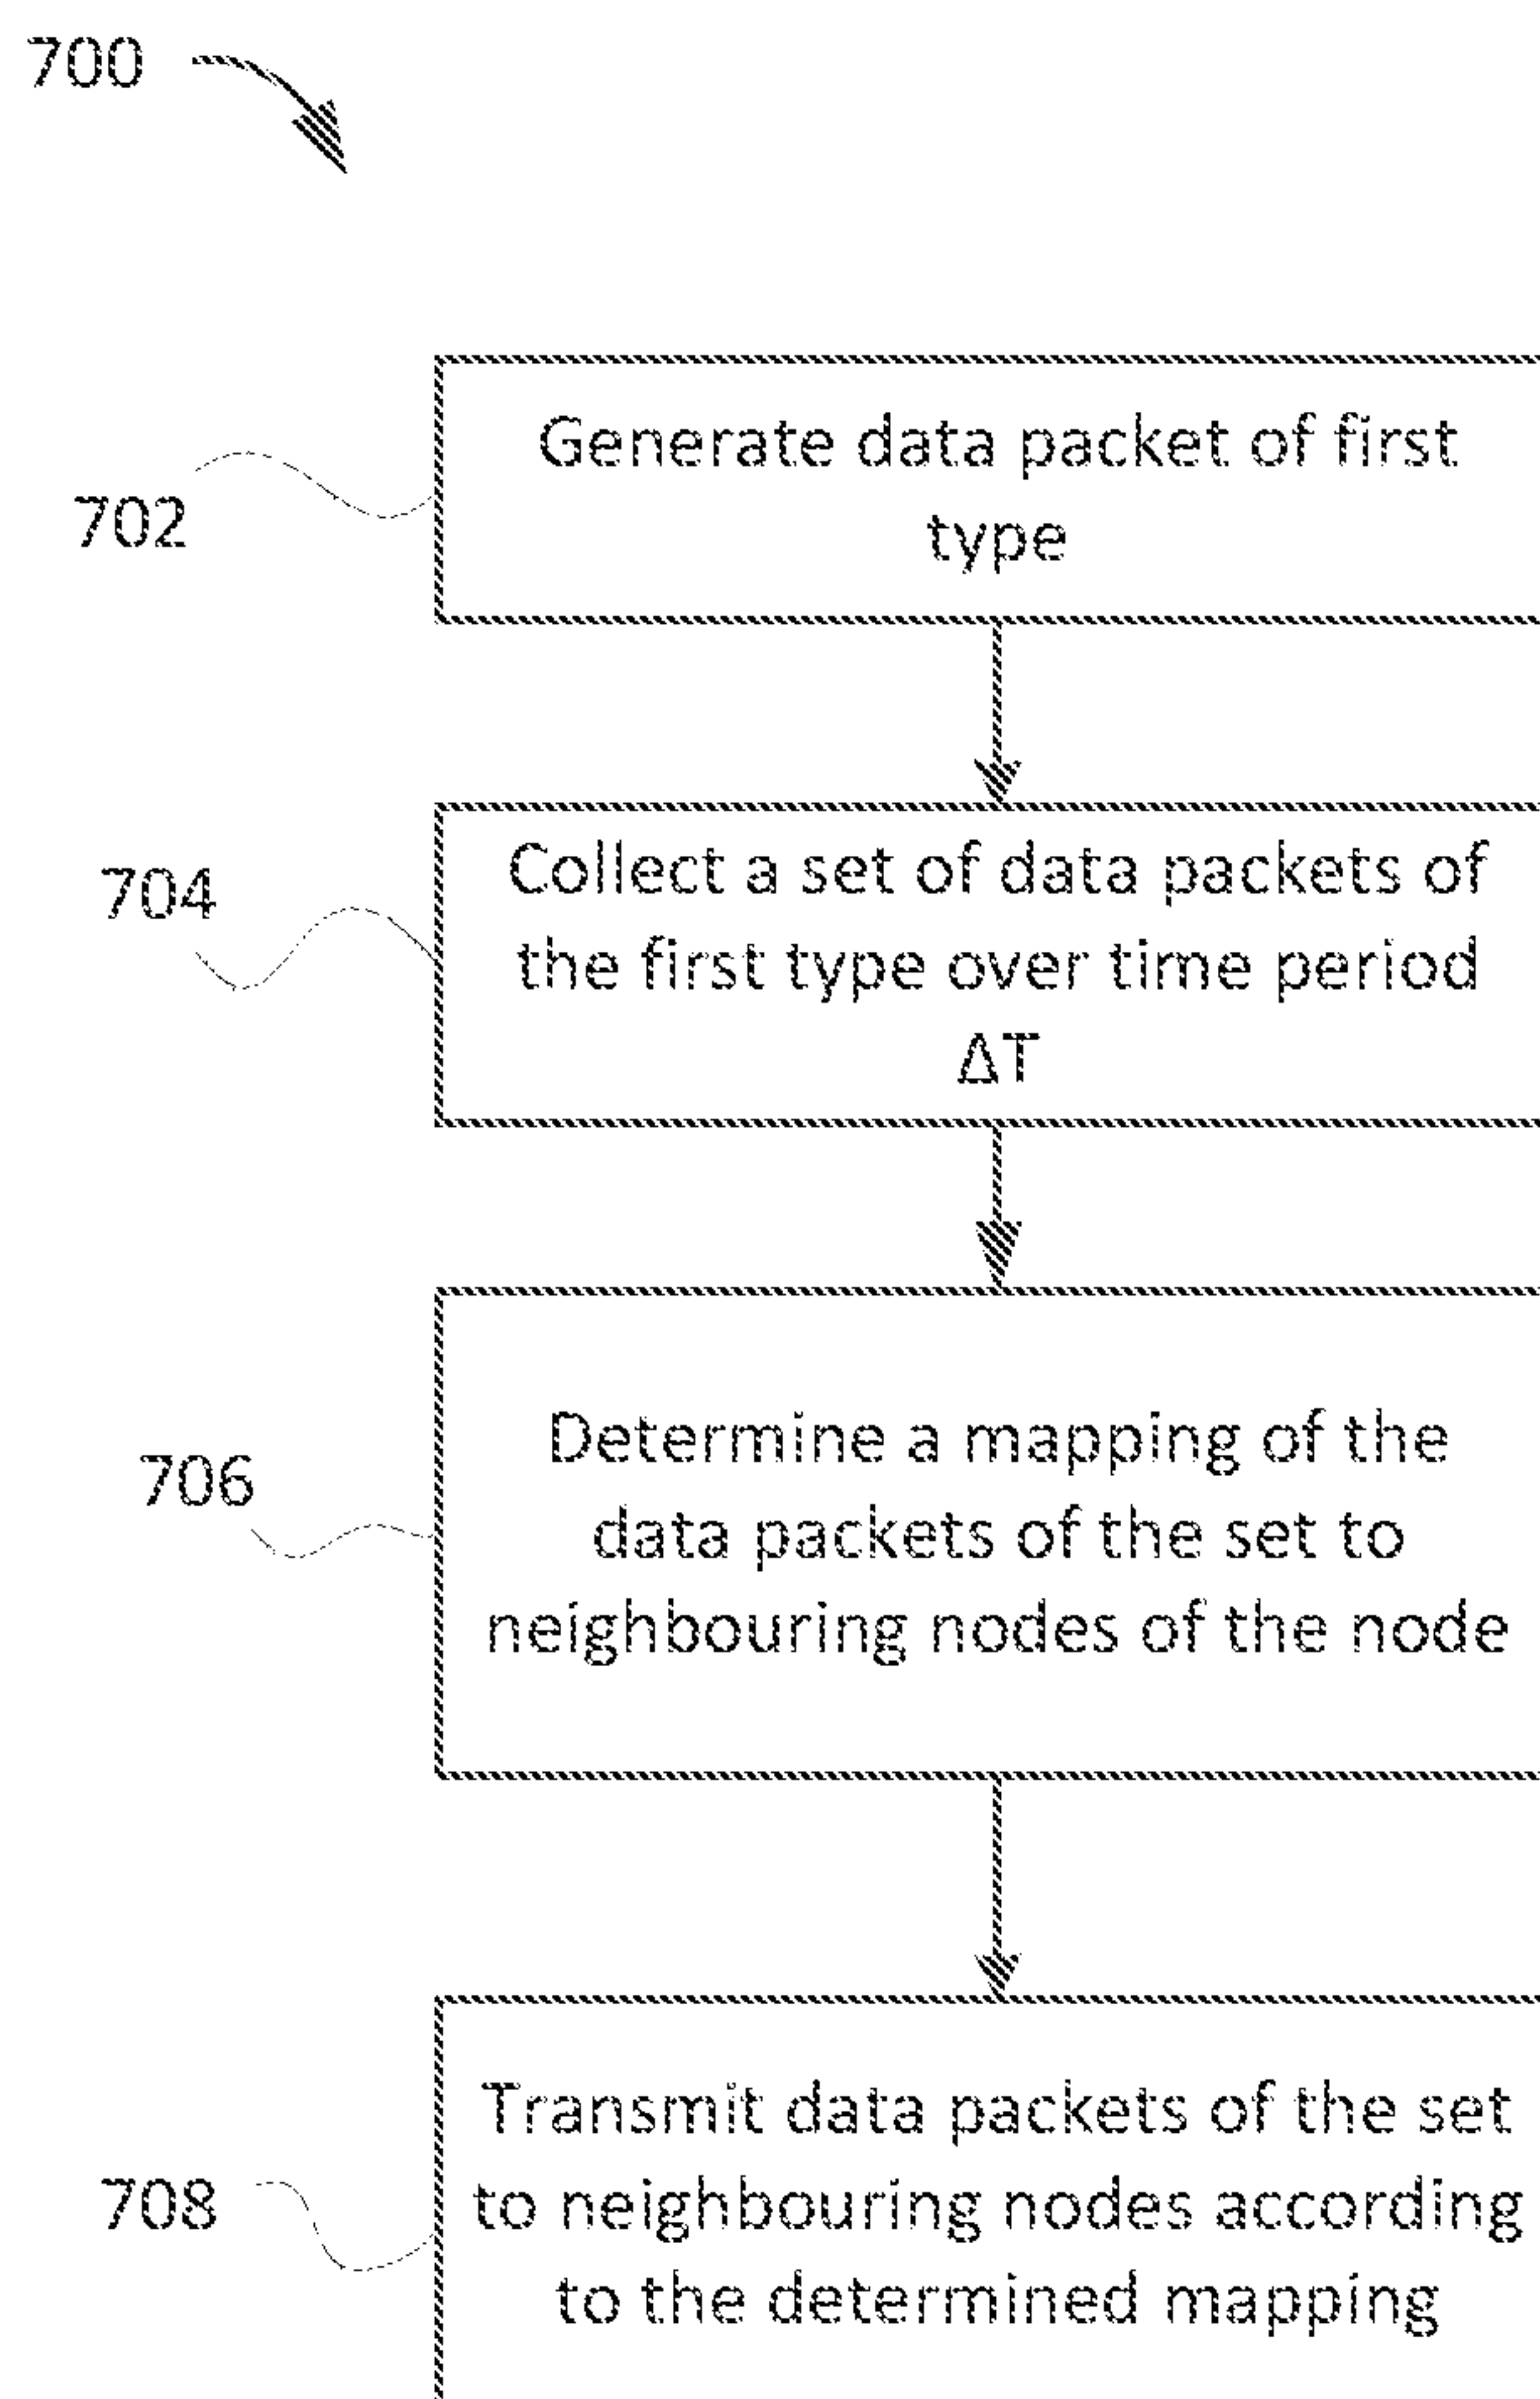 700
702
Generate data packet of first
type
704
Collect a set of data packets of
the first type over time period
ΔT
706
Determine a mapping of the
data packets of the set to
neighbouring nodes of the node
708
Transmit data packets of the set
to neighbouring nodes according
to the determined mapping